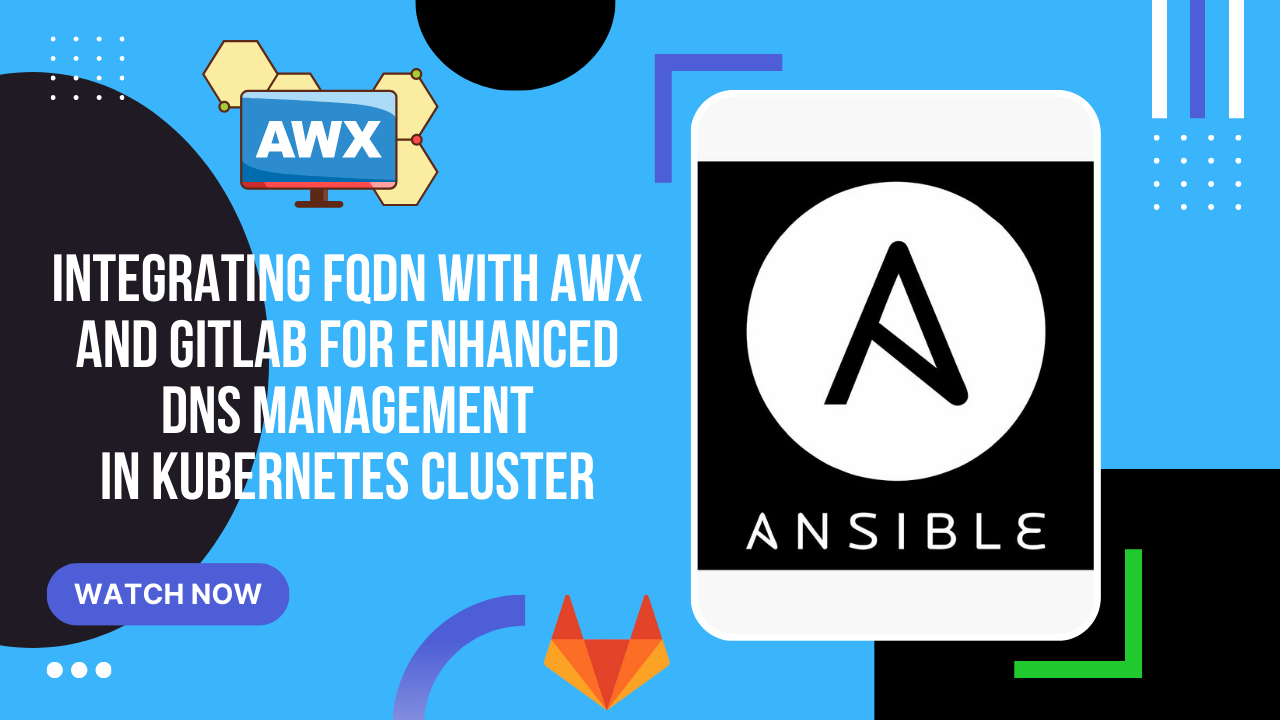 AWX
INTEGRATING FQDN WITH AWX
AND GITLAB FOR ENHANCED
DNS MANAGEMENT
IN KUBERNETES CLUSTER
WATCH NOW
ANSIBLE